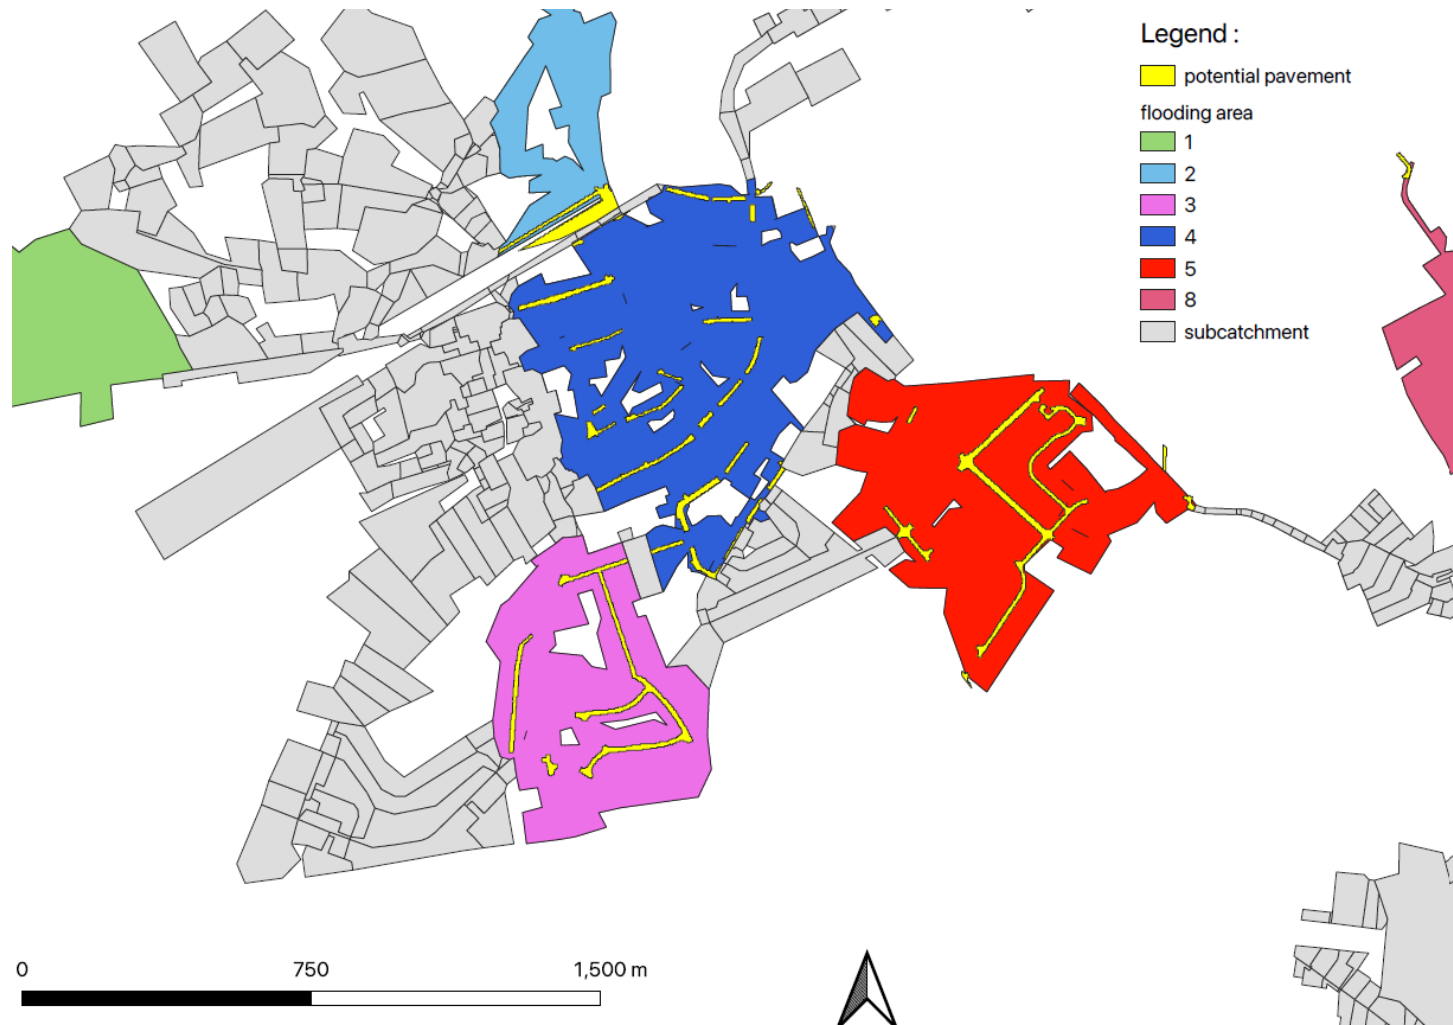 Legend :
potential pavement
flooding area
1
2
3
4
5
8
subcatchment
0 750 1,500 m